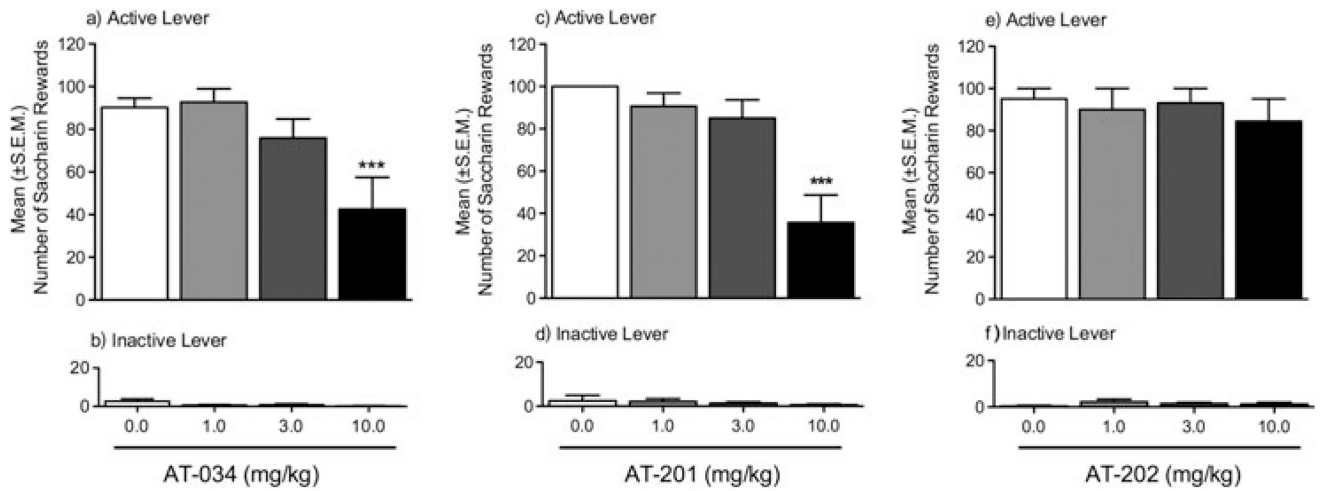 a) Active Lever
Mean (±S.E.M.)
Number of Saccharin Rewards
120
100
80
60
40
20
0
***
b) Inactive Lever
20
0
0.0 1.0 3.0 10.0
AT-034 (mg/kg)
c) Active Lever
Mean (±S.E.M.)
Number of Saccharin Rewards
120
100
80
60
40
20
0
***
d) Inactive Lever
20
0
0.0 1.0 3.0 10.0
AT-201 (mg/kg)
e) Active Lever
Mean (±S.E.M.)
Number of Saccharin Rewards
120
100
80
60
40
20
0
f) Inactive Lever
20
0
0.0 1.0 3.0 10.0
AT-202 (mg/kg)